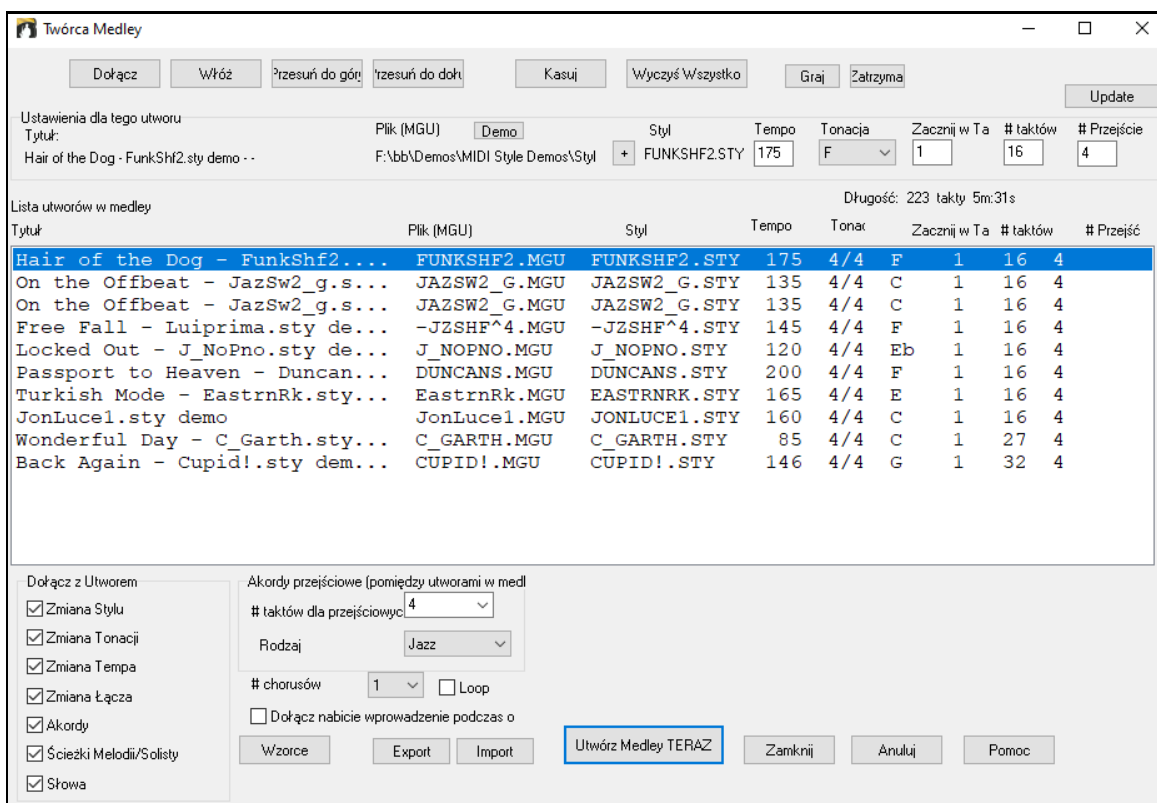 Twórca Medley
Dołącz Włóż Przesuń do góry Przesuń do dołu Kasuj Wyczyś Wszystko Graj Zatrzyma
Update
Ustawienia dla tego utworu
Tytuł: Plik (MGU) Demo Styl Tempo Tonacja Zacznij w Ta # taktów # Przejście
Hair of the Dog - FunkShf2.sty demo - - F:\bb\Demos\MIDI Style Demos\Styl + FUNKSHF2.STY 175 F 1 16 4
Długość: 223 takty 5m:31s
Lista utworów w medley
Tytuł Plik (MGU) Styl Tempo Tonac Zacznij w Ta # taktów # Przejść
Hair of the Dog - FunkShf2.... FUNKSHF2.MGU FUNKSHF2.STY 175 4/4 F 1 16 4
On the Offbeat - JazSw2_g.s... JAZSW2_G.MGU JAZSW2_G.STY 135 4/4 C 1 16 4
On the Offbeat - JazSw2_g.s... JAZSW2_G.MGU JAZSW2_G.STY 135 4/4 C 1 16 4
Free Fall - Luiprima.sty de... -JZSHF^4.MGU -JZSHF^4.STY 145 4/4 F 1 16 4
Locked Out - J_NoPno.sty de... J_NOPNO.MGU J_NOPNO.STY 120 4/4 Eb 1 16 4
Passport to Heaven - Duncan... DUNCANS.MGU DUNCANS.STY 200 4/4 F 1 16 4
Turkish Mode - EastrnRk.sty... EastrnRk.MGU EASTRNRK.STY 165 4/4 E 1 16 4
JonLuce1.sty demo JonLuce1.MGU JONLUCE1.STY 160 4/4 C 1 16 4
Wonderful Day - C_Garth.sty... C_GARTH.MGU C_GARTH.STY 85 4/4 C 1 27 4
Back Again - Cupid!.sty dem... CUPID!.MGU CUPID!.STY 146 4/4 G 1 32 4
Dołącz z Utworem
Zmiana Stylu
Zmiana Tonacji
Zmiana Tempa
Zmiana Łącza
Akordy
Ścieżki Melodii/Solisty
Słowa
Akordy przejściowe (pomiędzy utworami w medl
# taktów dla przejściowyc 4
Rodzaj Jazz
# chorusów 1 Loop
Dołącz nabicie wprowadzenie podczas o
Wzorce Export Import Utwórz Medley TERAZ Zamknij Anuluj Pomoc